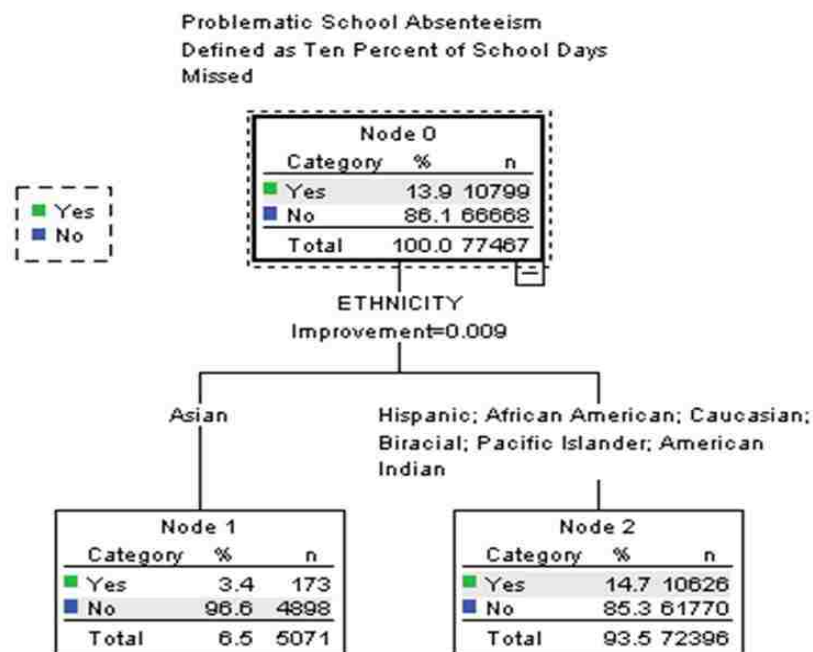 Problematic School Absenteeism
Defined as Ten Percent of School Days
Missed
Node 0
Category % n
Yes 13.9 10799
No 86.1 66668
Total 100.0 77467
Yes
No
ETHNICITY
Improvement=0.009
Asian
Hispanic; African American; Caucasian;
Biracial; Pacific Islander; American
Indian
Node 1
Category % n
Yes 3.4 173
No 96.6 4898
Total 6.5 5071
Node 2
Category % n
Yes 14.7 10626
No 85.3 61770
Total 93.5 72396